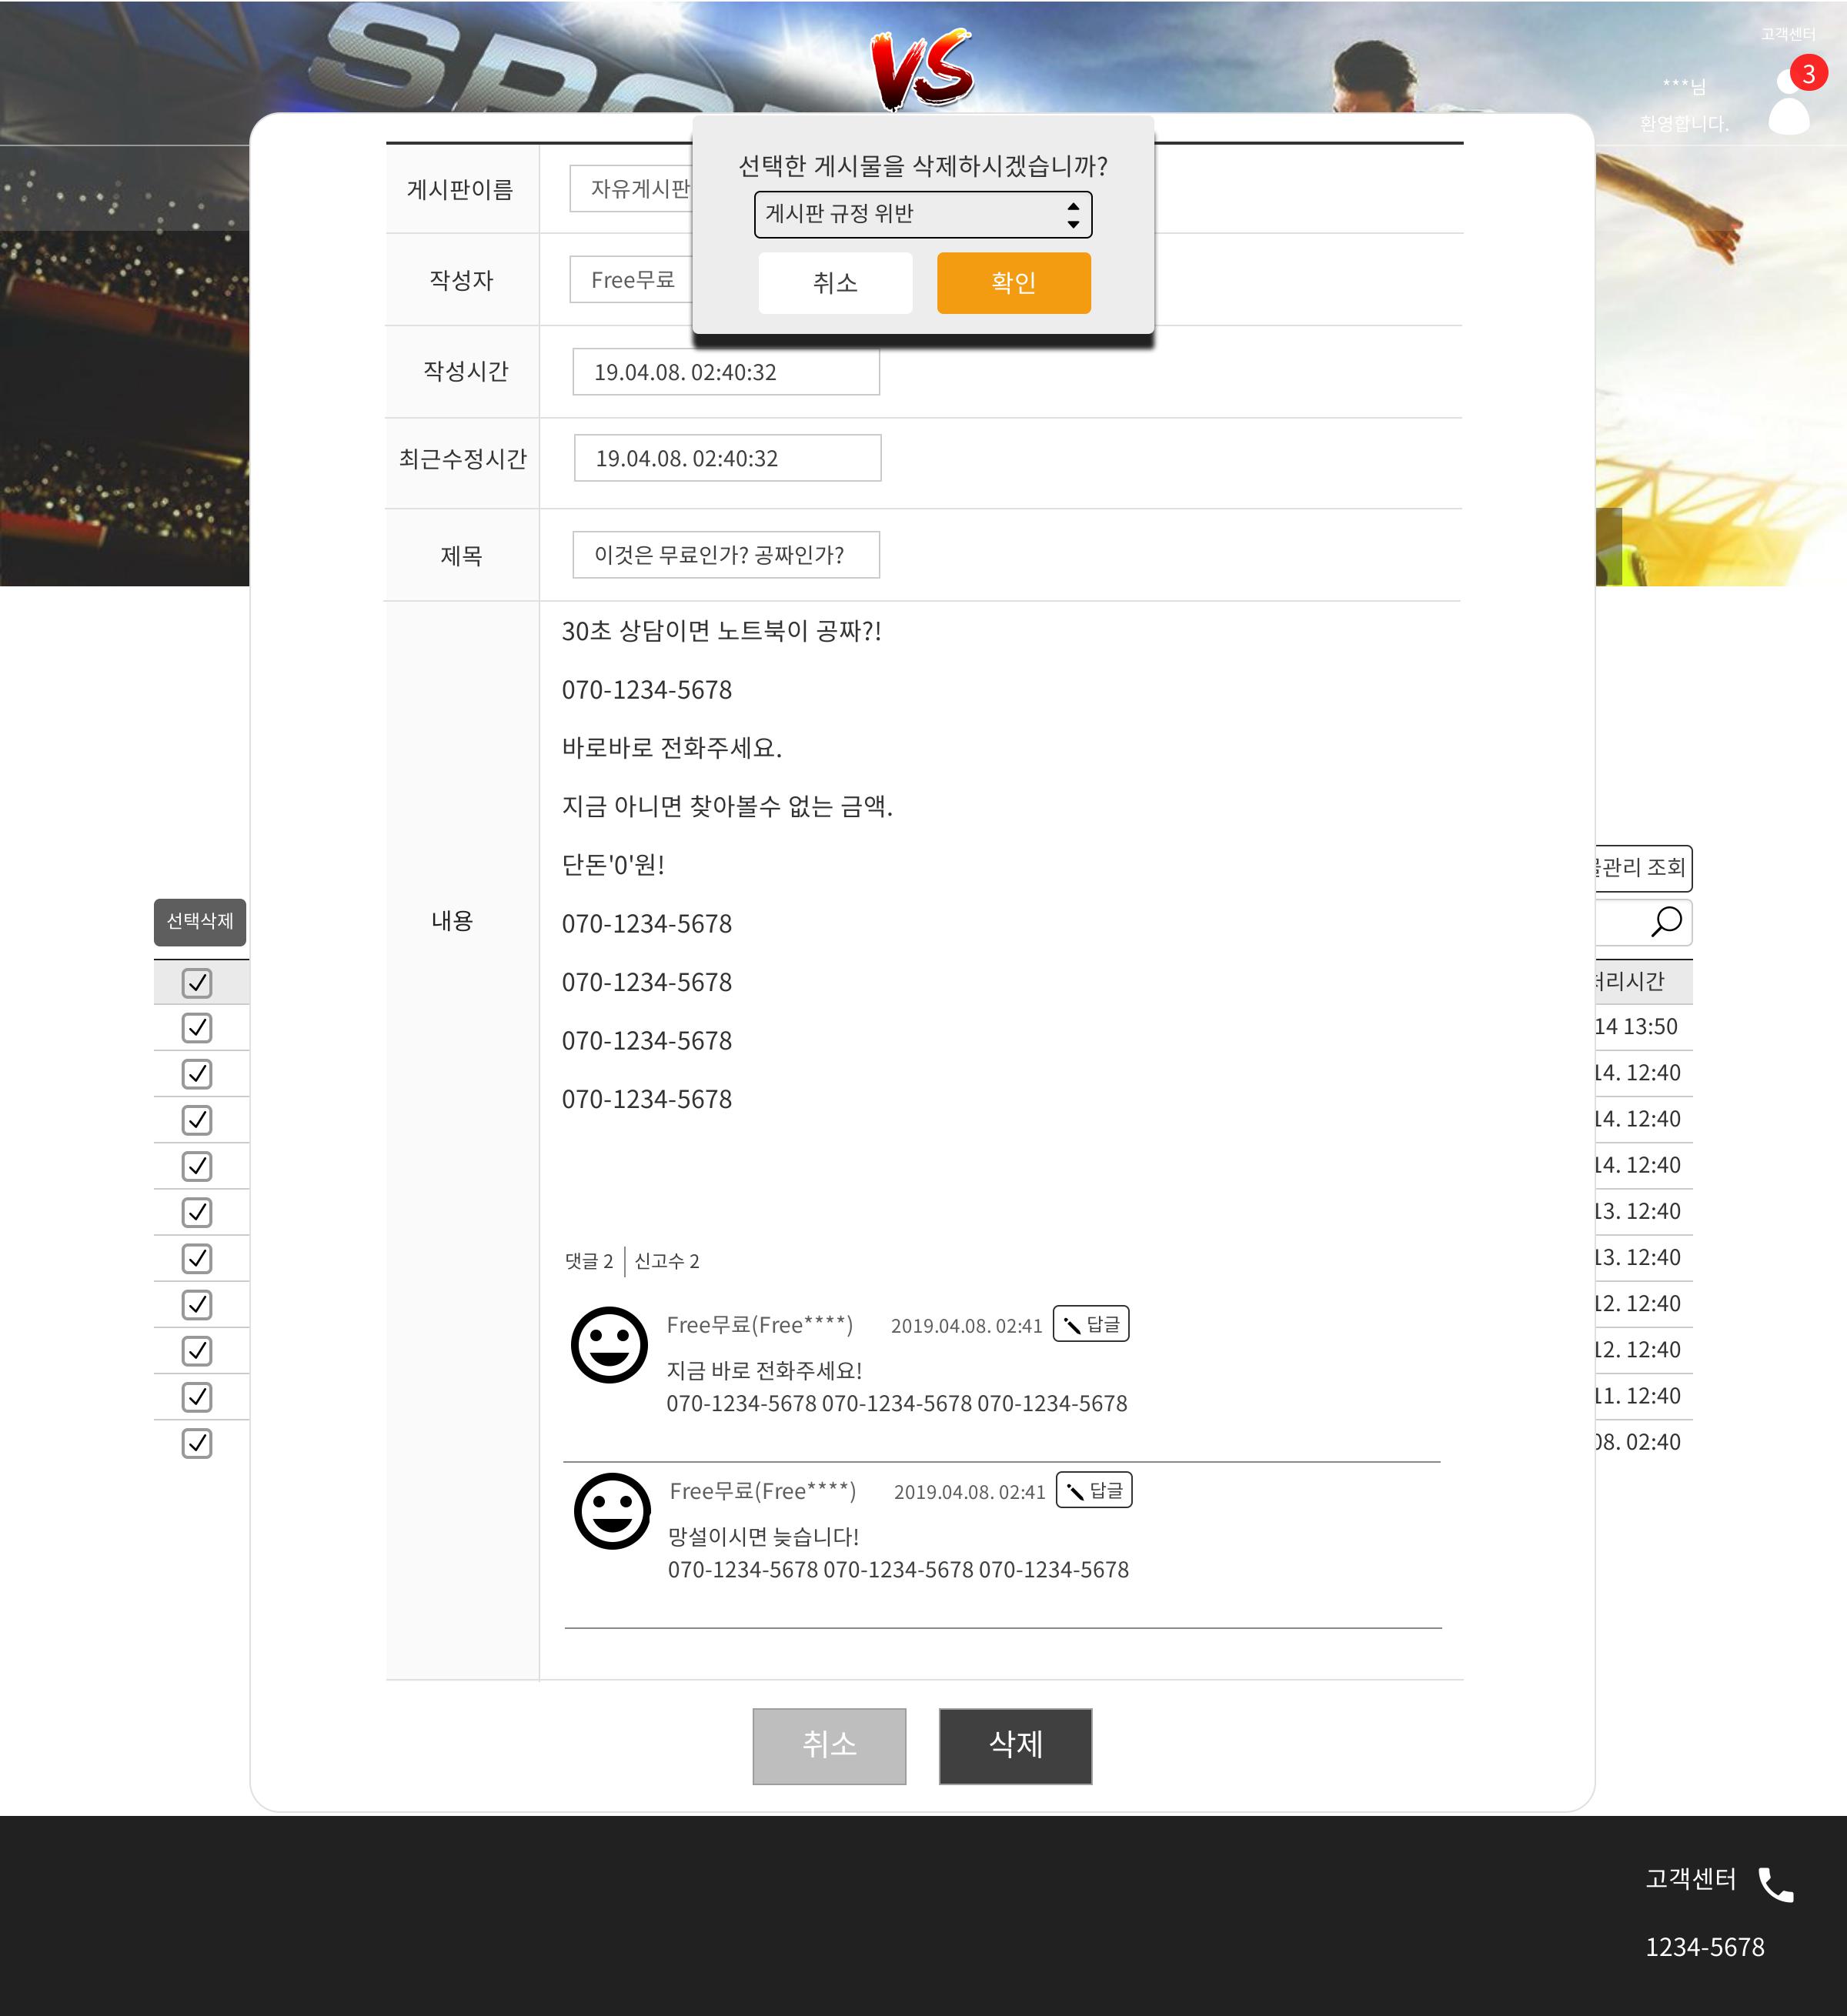 SPO
VS
고객센터
3
***님
환영합니다.
선택한 게시물을 삭제하시겠습니까?
게시판 규정 위반
취소 확인
게시판이름 자유게시판
작성자 Free무료
작성시간 19.04.08. 02:40:32
최근수정시간 19.04.08. 02:40:32
제목 이것은 무료인가? 공짜인가?
내용
30초 상담이면 노트북이 공짜?!
070-1234-5678
바로바로 전화주세요.
지금 아니면 찾아볼수 없는 금액.
단돈'0'원!
070-1234-5678
070-1234-5678
070-1234-5678
070-1234-5678
댓글 2 신고수 2
Free무료(Free****) 2019.04.08. 02:41 답글
지금 바로 전화주세요!
070-1234-5678 070-1234-5678 070-1234-5678
Free무료(Free****) 2019.04.08. 02:41 답글
망설이시면 늦습니다!
070-1234-5678 070-1234-5678 070-1234-5678
취소 삭제
선택삭제
관리 조회
리시간
14 13:50
14. 12:40
14. 12:40
14. 12:40
13. 12:40
13. 12:40
12. 12:40
12. 12:40
11. 12:40
08. 02:40
고객센터
1234-5678